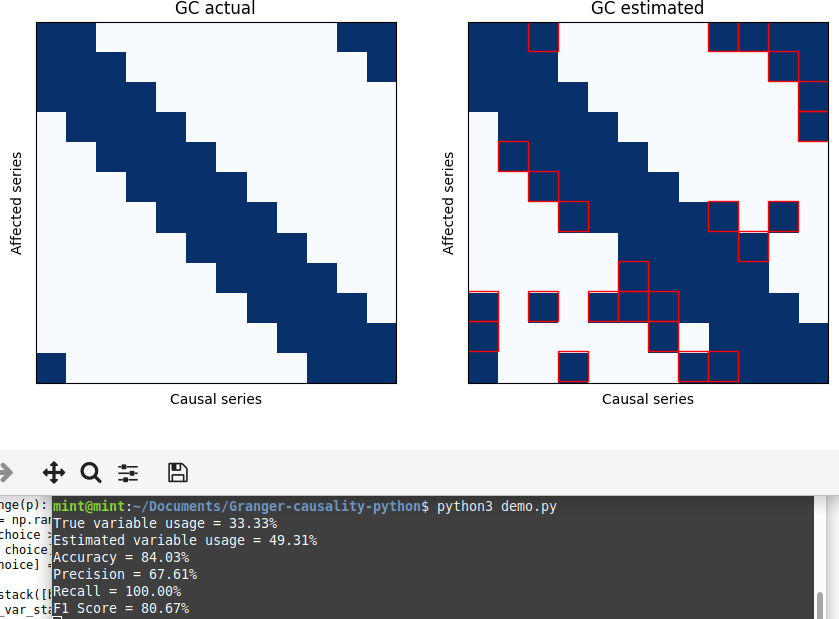 GC actual
GC estimated
Affected series
Affected series
Causal series
Causal series
nge(p):
= np.ran
choice >
choice
hoice] =
stack([b
_var_sta
mint@mint:~/Documents/Granger-causality-python$ python3 demo.py
True variable usage = 33.33%
Estimated variable usage = 49.31%
Accuracy = 84.03%
Precision = 67.61%
Recall = 100.00%
F1 Score = 80.67%